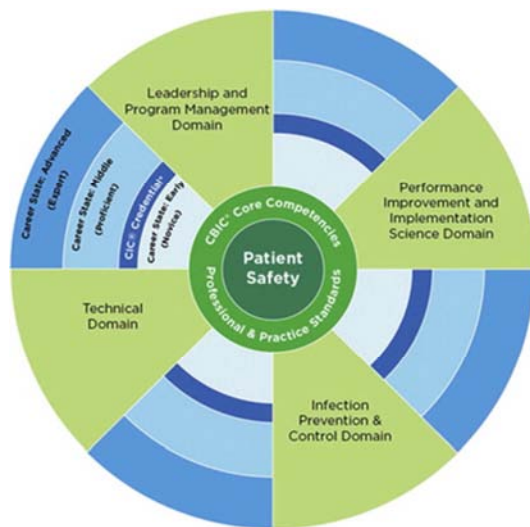 Leadership and
Program Management
Domain
Career State: Advanced
(Expert)
Career State: Middle
(Proficient)
CIC® Credential*
Career State: Early
(Novice)
Performance
Improvement and
Implementation
Science Domain
CBIC® Core Competencies
Patient
Safety
Professional & Practice Standards
Technical
Domain
Infection
Prevention &
Control Domain